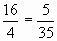 16/4 = 5/35